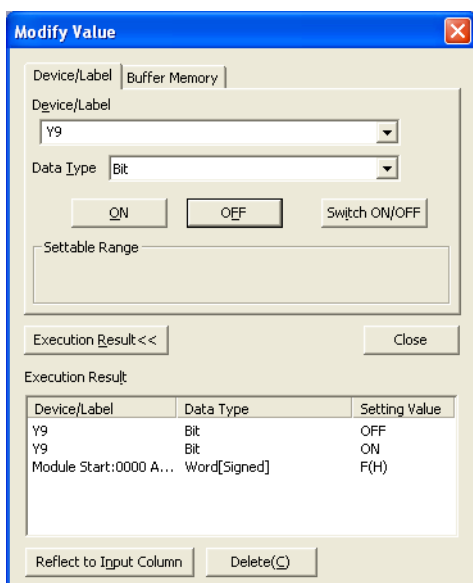 Modify Value
Device/Label Buffer Memory
Device/Label
Y9
Data Type Bit
ON OFF Switch ON/OFF
Settable Range
Execution Result<< Close
Execution Result
Device/Label Data Type Setting Value
Y9 Bit OFF
Y9 Bit ON
Module Start:0000 A... Word[Signed] F(H)
Reflect to Input Column Delete(C)